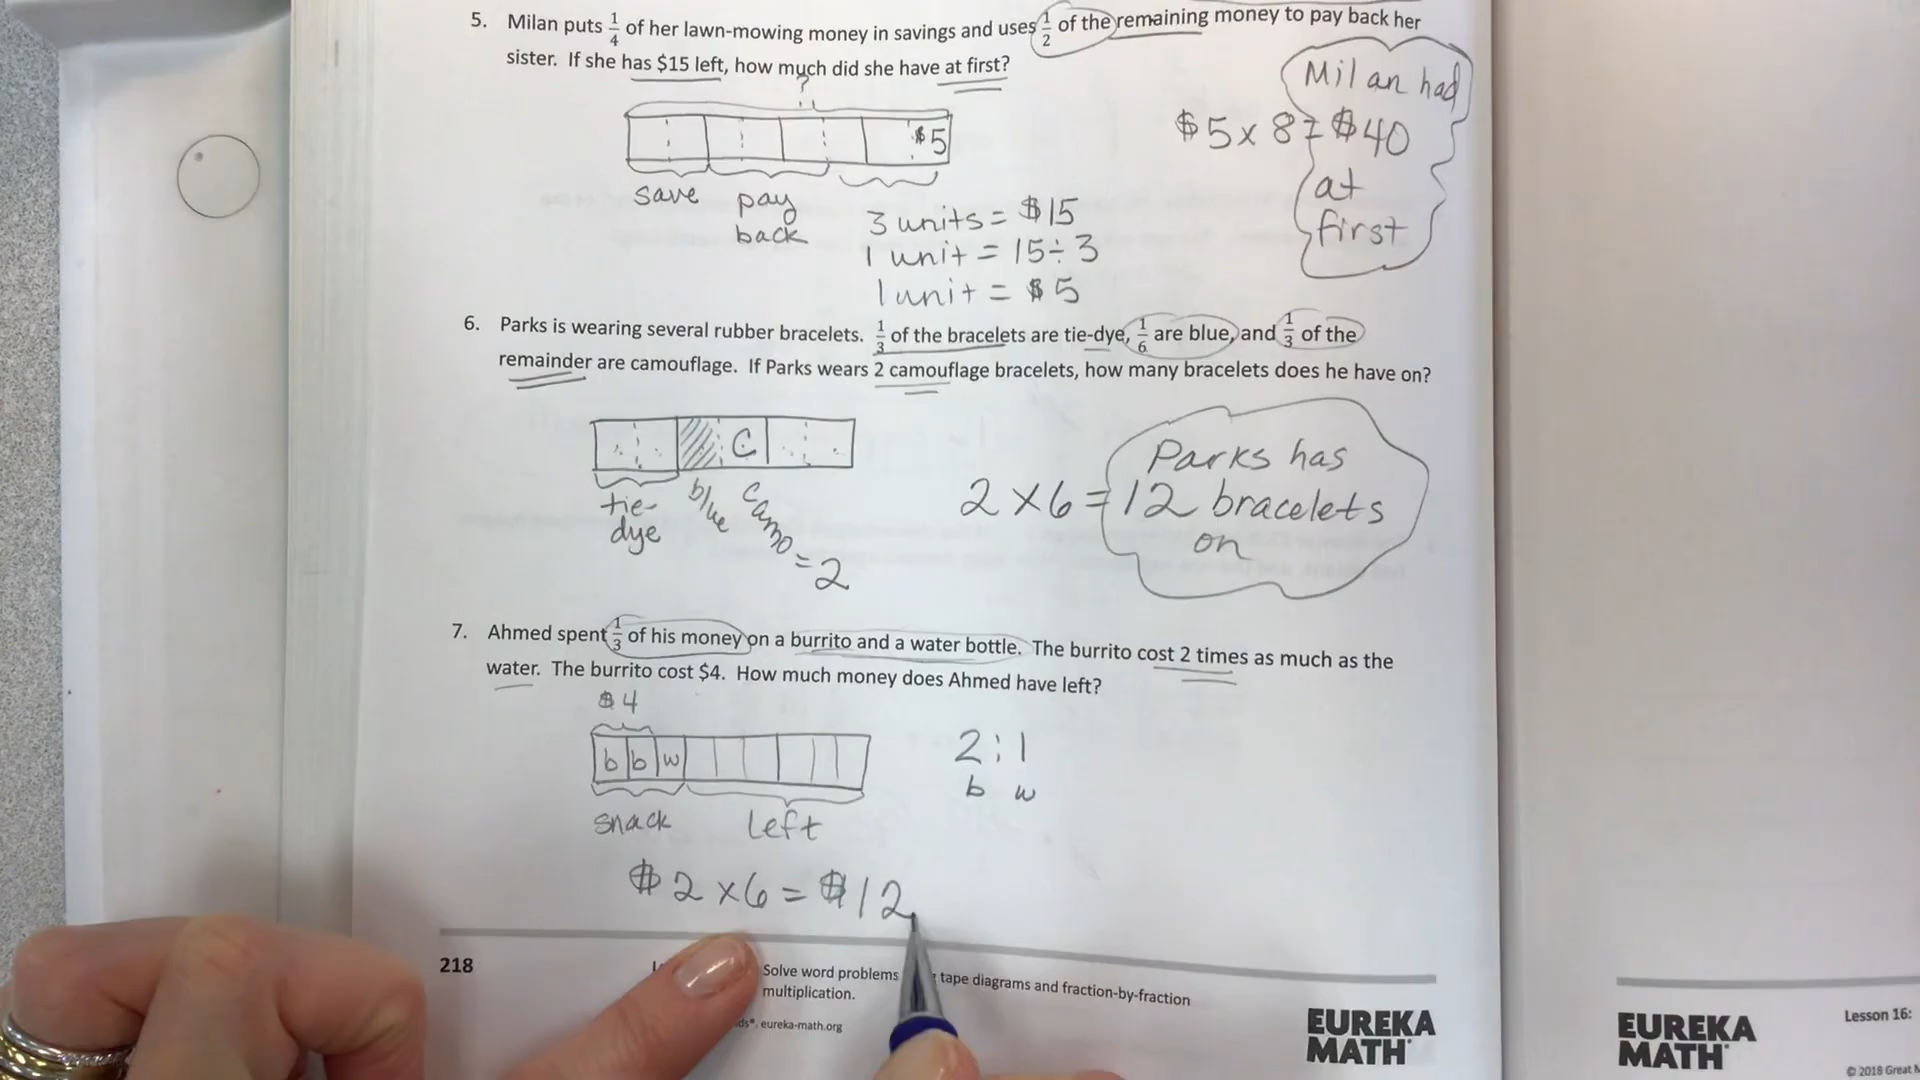 5. Milan puts 1/4 of her lawn-mowing money in savings and uses 1/2 of the remaining money to pay back her
sister. If she has $15 left, how much did she have at first?
?
$5
save
pay
back
3 units = $15
1 unit = 15÷3
1 unit = $5
Milan had
$5 x 8 = $40
at
first
6. Parks is wearing several rubber bracelets. 1/3 of the bracelets are tie-dye, 1/6 are blue, and 1/3 of the
remainder are camouflage. If Parks wears 2 camouflage bracelets, how many bracelets does he have on?
C
tie-
dye
blue
camo = 2
Parks has
2 x 6 = 12 bracelets
on
7. Ahmed spent 1/3 of his money on a burrito and a water bottle. The burrito cost 2 times as much as the
water. The burrito cost $4. How much money does Ahmed have left?
$4
b b w
snack
left
2 : 1
b w
$2 x 6 = $12
218
Solve word problems tape diagrams and fraction-by-fraction
multiplication.
eureka-math.org
EUREKA
MATH
EUREKA
MATH
Lesson 16:
© 2018 Great